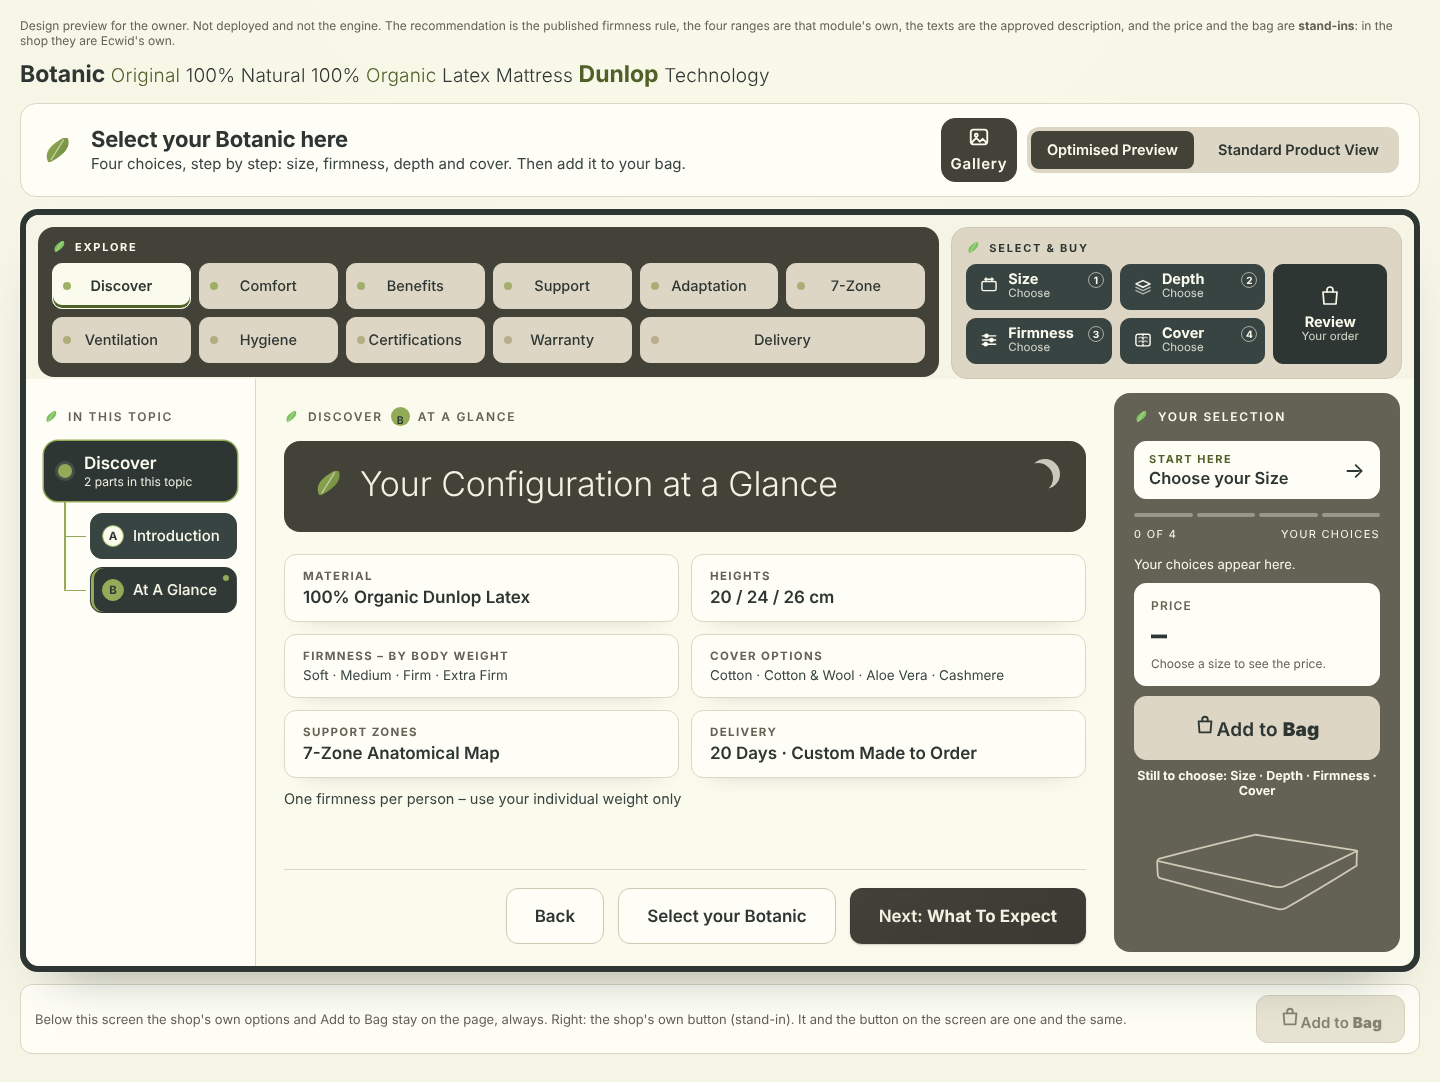 Design preview for the owner. Not deployed and not the engine. The recommendation is the published firmness rule, the four ranges are that module's own, the texts are the approved description, and the price and the bag are stand-ins: in the
shop they are Ecwid's own.
Botanic Original 100% Natural 100% Organic Latex Mattress Dunlop Technology
Select your Botanic here
Four choices, step by step: size, firmness, depth and cover. Then add it to your bag.
Gallery
Optimised Preview
Standard Product View
EXPLORE
Discover
Comfort
Benefits
Support
Adaptation
7-Zone
Ventilation
Hygiene
Certifications
Warranty
Delivery
SELECT & BUY
Size
Choose
1
Depth
Choose
2
Firmness
Choose
3
Cover
Choose
4
Review
Your order
IN THIS TOPIC
Discover
2 parts in this topic
A Introduction
B At A Glance
DISCOVER B AT A GLANCE
Your Configuration at a Glance
MATERIAL
100% Organic Dunlop Latex
HEIGHTS
20 / 24 / 26 cm
FIRMNESS – BY BODY WEIGHT
Soft · Medium · Firm · Extra Firm
COVER OPTIONS
Cotton · Cotton & Wool · Aloe Vera · Cashmere
SUPPORT ZONES
7-Zone Anatomical Map
DELIVERY
20 Days · Custom Made to Order
One firmness per person – use your individual weight only
Back
Select your Botanic
Next: What To Expect
YOUR SELECTION
START HERE
Choose your Size
0 OF 4
YOUR CHOICES
Your choices appear here.
PRICE
–
Choose a size to see the price.
Add to Bag
Still to choose: Size · Depth · Firmness ·
Cover
Below this screen the shop's own options and Add to Bag stay on the page, always. Right: the shop's own button (stand-in). It and the button on the screen are one and the same.
Add to Bag